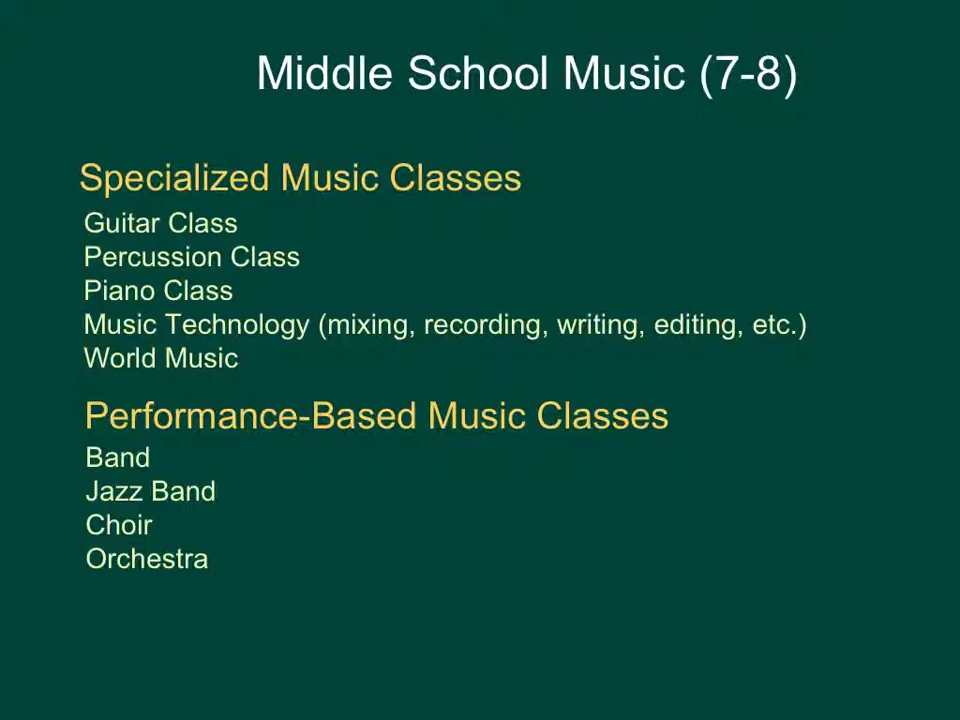 Middle School Music (7-8)
Specialized Music Classes
Guitar Class
Percussion Class
Piano Class
Music Technology (mixing, recording, writing, editing, etc.)
World Music
Performance-Based Music Classes
Band
Jazz Band
Choir
Orchestra